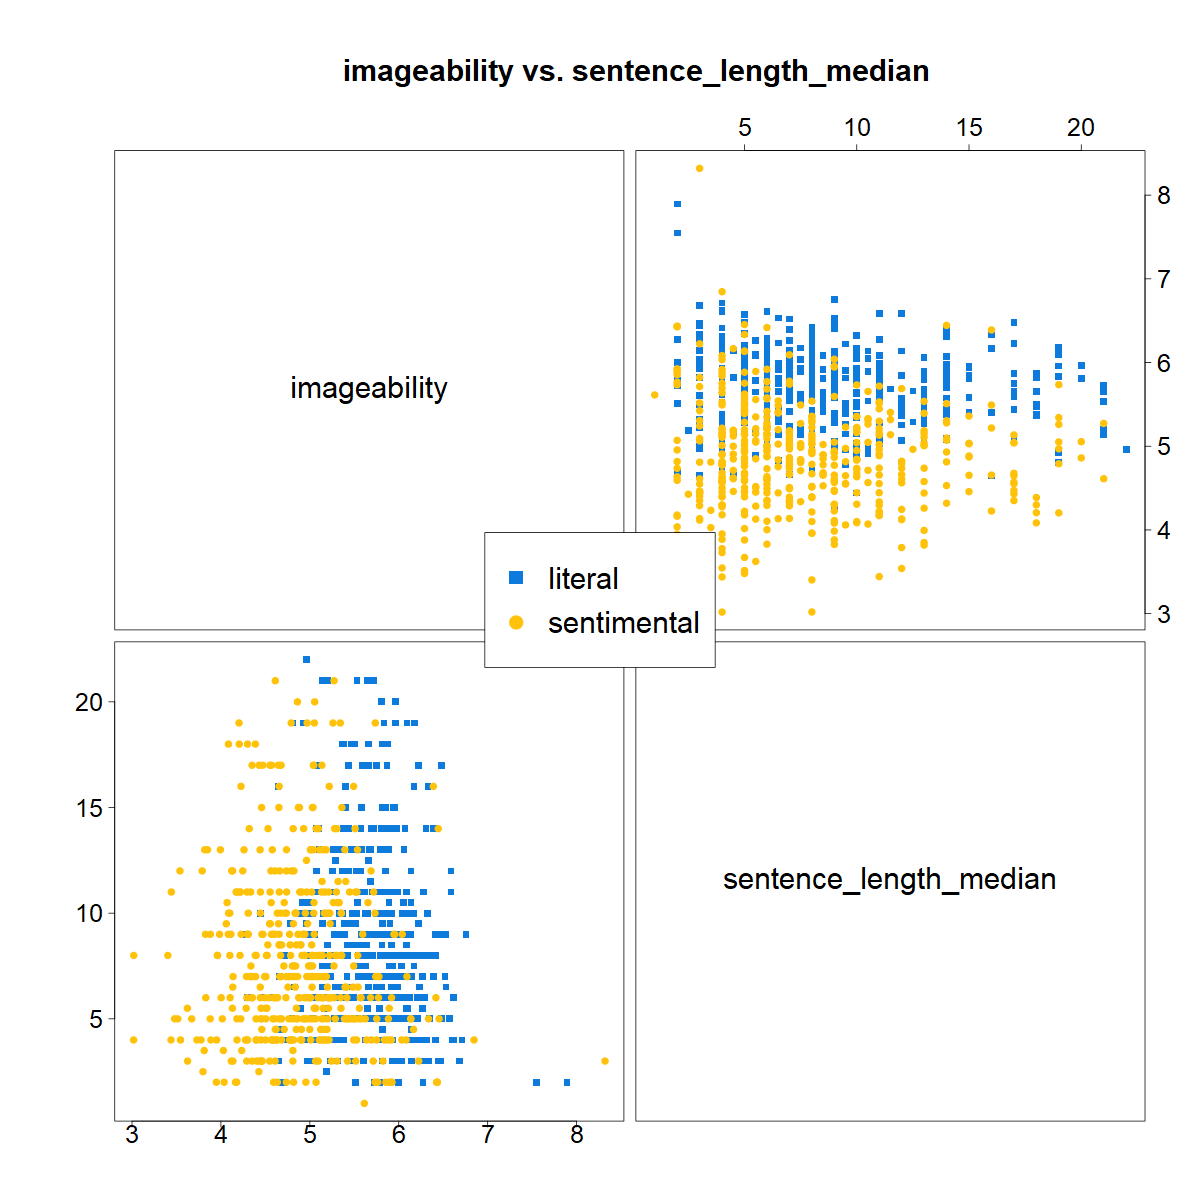 imageability vs. sentence_length_median
5 10 15 20
8
7
6
5
4
3
imageability
literal
sentimental
20
15
10
5
sentence_length_median
3 4 5 6 7 8